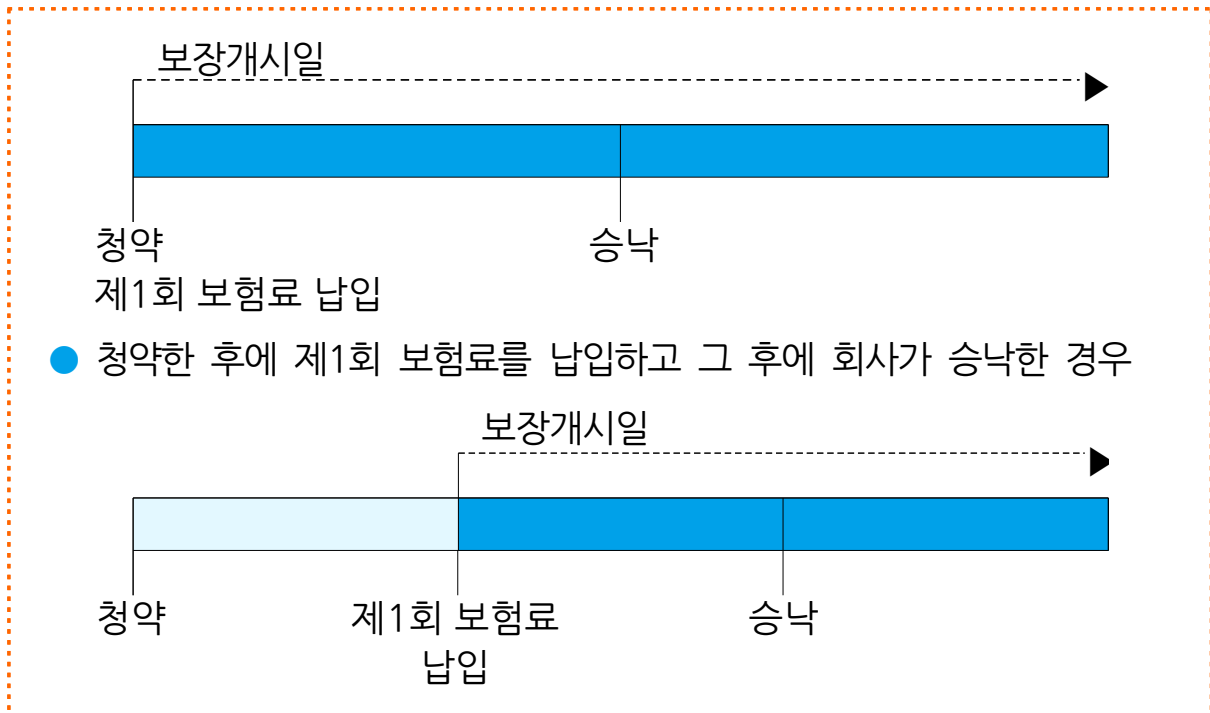 보장개시일
청약 승낙
제1회 보험료 납입
● 청약한 후에 제1회 보험료를 납입하고 그 후에 회사가 승낙한 경우
보장개시일
청약 제1회 보험료 승낙
납입